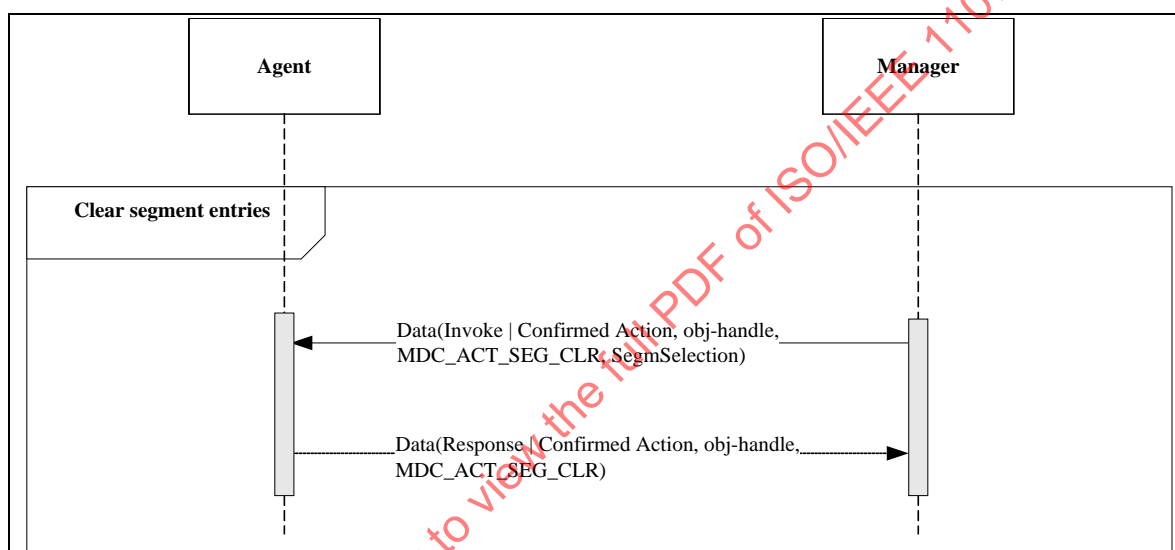 Agent
Manager
Clear segment entries
Data(Invoke | Confirmed Action, obj-handle,
MDC_ACT_SEG_CLR, SegmSelection)
Data(Response | Confirmed Action, obj-handle,
MDC_ACT_SEG_CLR)
to view the full PDF of ISO/IEEE 110